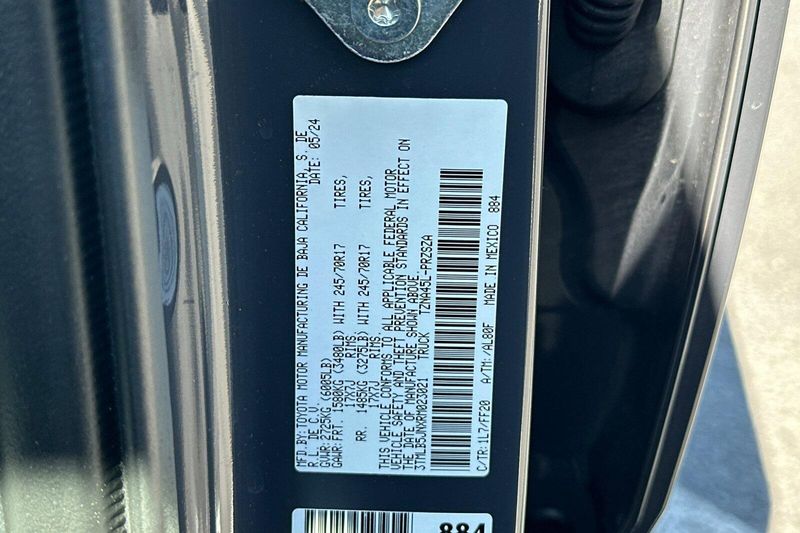 MFD.BY:TOYOTA MOTOR MANUFACTURING DE BAJA CALIFORNIA, S. DE
R.L. DE C.V. DATE: 05/24
GVWR: 2725KG (6005LB)
GAWR: FRT. 1580KG (3480LB) WITH 245/70R17 TIRES,
17X7J RIMS,
RR. 1485KG (3275LB) WITH 245/70R17 TIRES,
17X7J RIMS
THIS VEHICLE CONFORMS TO ALL APPLICABLE FEDERAL MOTOR
VEHICLE SAFETY AND THEFT PREVENTION STANDARDS IN EFFECT ON
THE DATE OF MANUFACTURE SHOWN ABOVE.
3TMLB5JNXRM023021 TRUCK TZNA45L-PRZSZA
C/TR: 1L7/FF20 A/TM: /AL80F MADE IN MEXICO 884
884